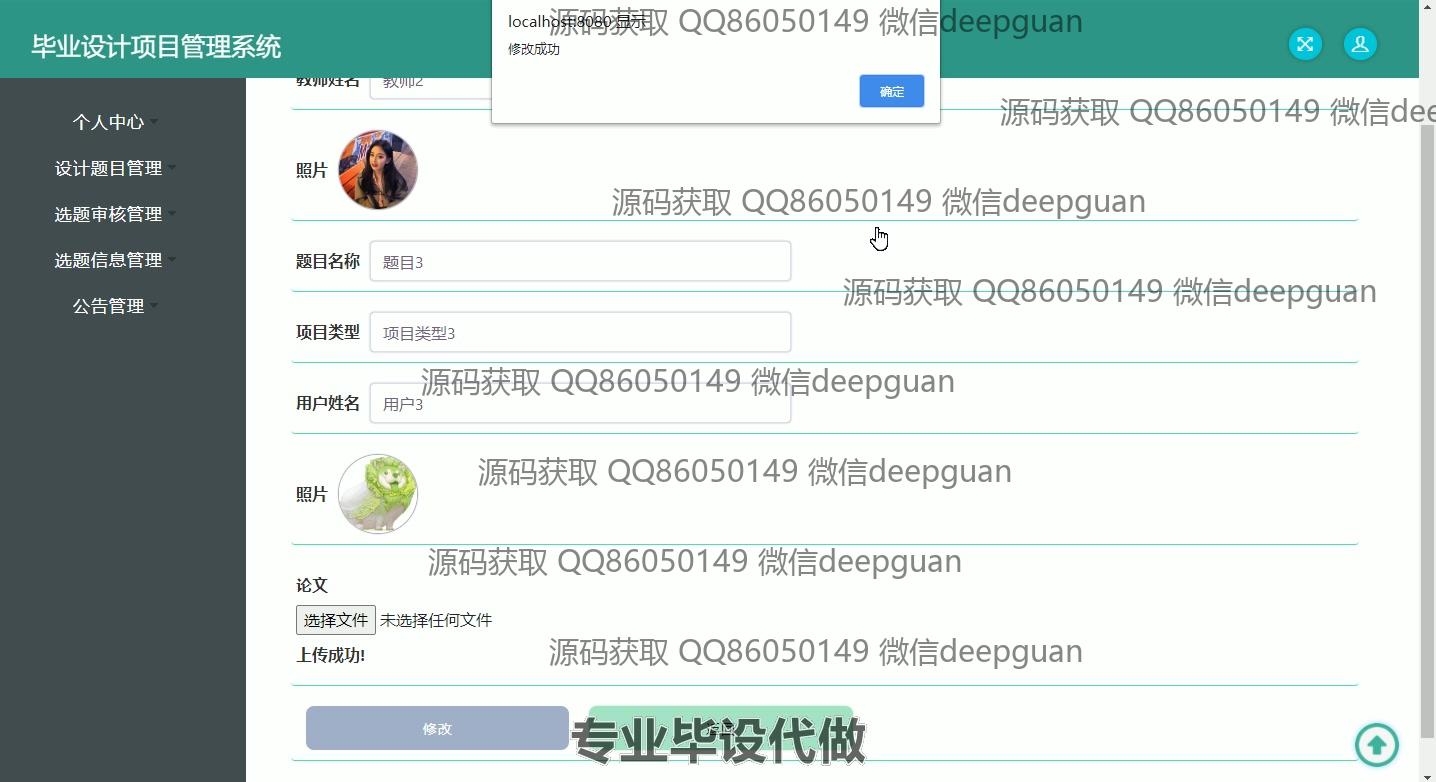 localhost:8080 显示
源码获取 QQ86050149 微信deepguan
修改成功
确定
毕业设计项目管理系统
教师姓名 教师2
源码获取 QQ86050149 微信dee
个人中心
设计题目管理
选题审核管理
选题信息管理
公告管理
照片
源码获取 QQ86050149 微信deepguan
题目名称 题目3
源码获取 QQ86050149 微信deepguan
项目类型 项目类型3
源码获取 QQ86050149 微信deepguan
用户姓名 用户3
源码获取 QQ86050149 微信deepguan
照片
源码获取 QQ86050149 微信deepguan
论文
选择文件 未选择任何文件
源码获取 QQ86050149 微信deepguan
上传成功!
修改
专业毕设代做